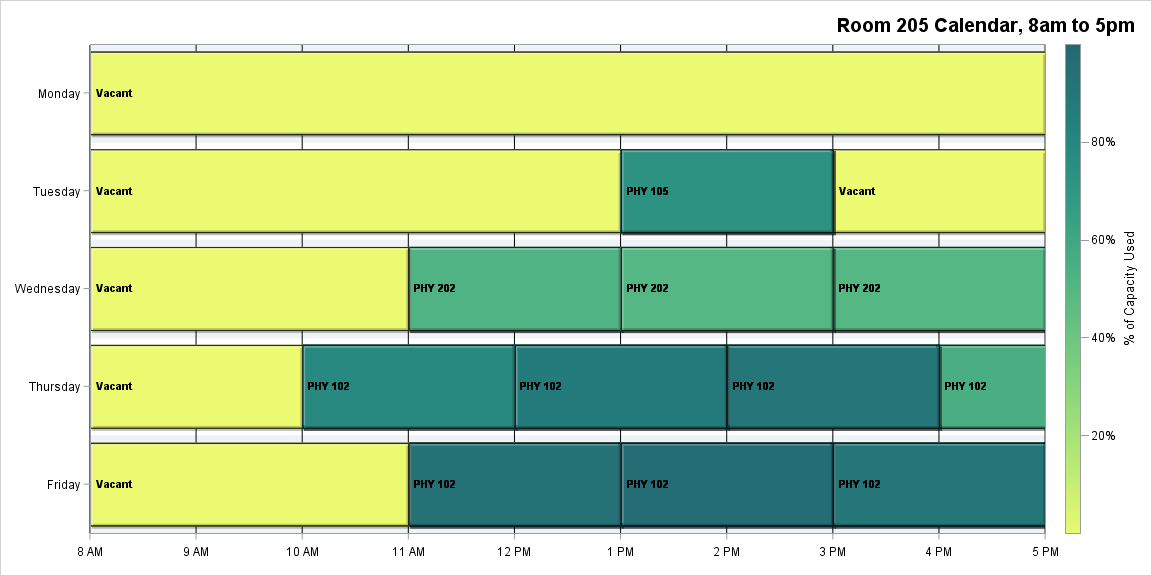 Room 205 Calendar, 8am to 5pm
Monday
Vacant
Tuesday
Vacant
PHY 105
Vacant
Wednesday
Vacant
PHY 202
PHY 202
PHY 202
Thursday
Vacant
PHY 102
PHY 102
PHY 102
PHY 102
Friday
Vacant
PHY 102
PHY 102
PHY 102
8 AM
9 AM
10 AM
11 AM
12 PM
1 PM
2 PM
3 PM
4 PM
5 PM
80%
60%
40%
20%
% of Capacity Used